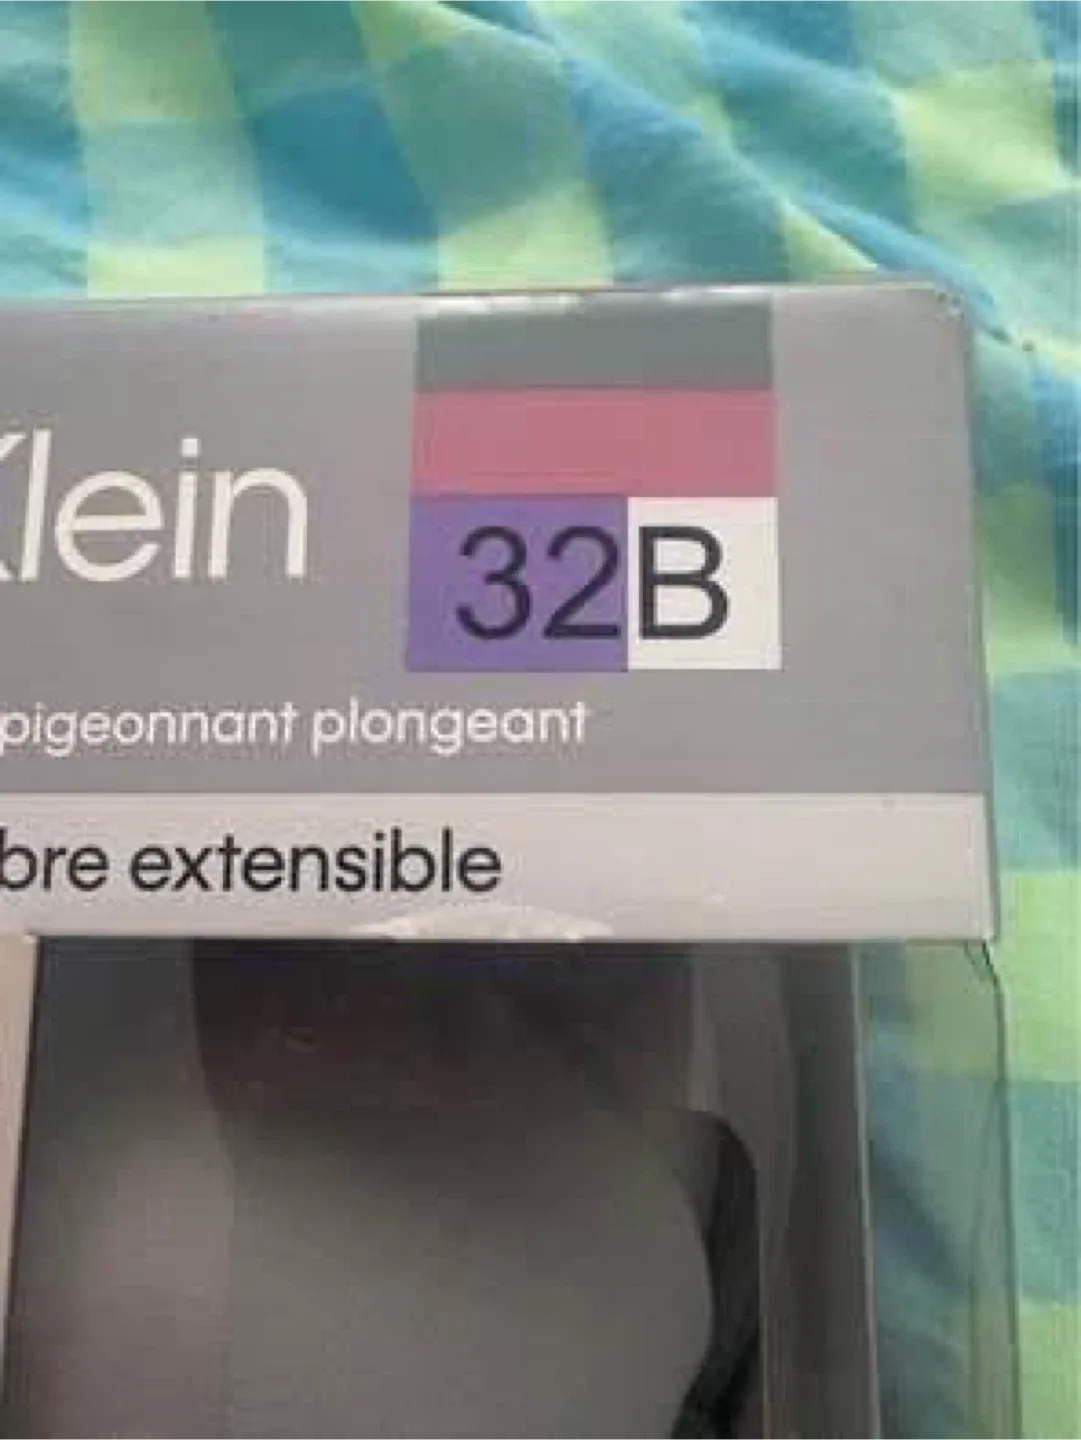 Klein
32B
pigeonnant plongeant
bre extensible